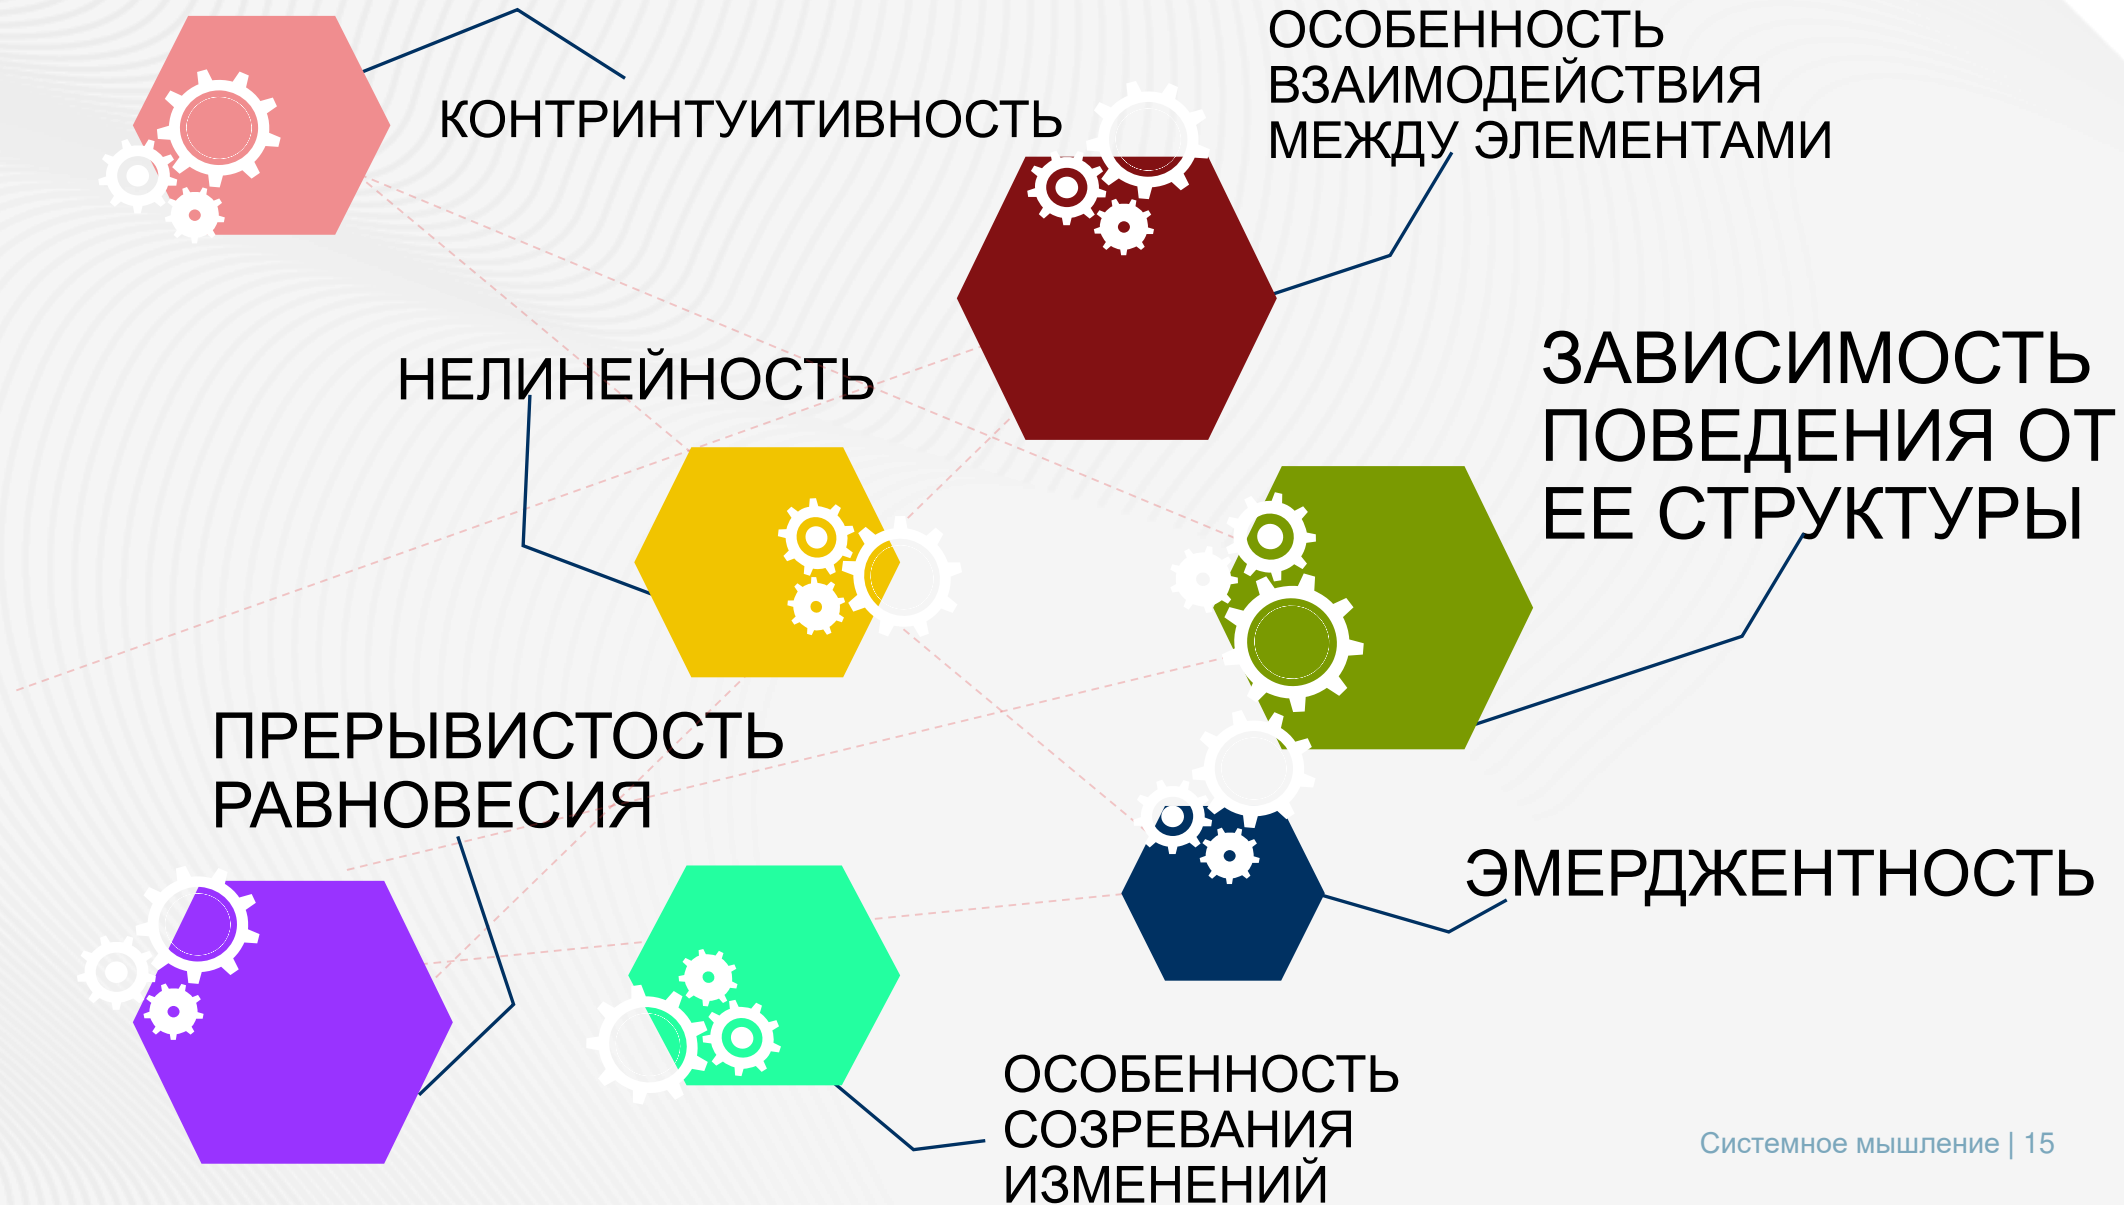 КОНТРИНТУИТИВНОСТЬ
ОСОБЕННОСТЬ
ВЗАИМОДЕЙСТВИЯ
МЕЖДУ ЭЛЕМЕНТАМИ
НЕЛИНЕЙНОСТЬ
ЗАВИСИМОСТЬ
ПОВЕДЕНИЯ ОТ
ЕЕ СТРУКТУРЫ
ПРЕРЫВИСТОСТЬ
РАВНОВЕСИЯ
ЭМЕРДЖЕНТНОСТЬ
ОСОБЕННОСТЬ
СОЗРЕВАНИЯ
ИЗМЕНЕНИЙ
Системное мышление | 15